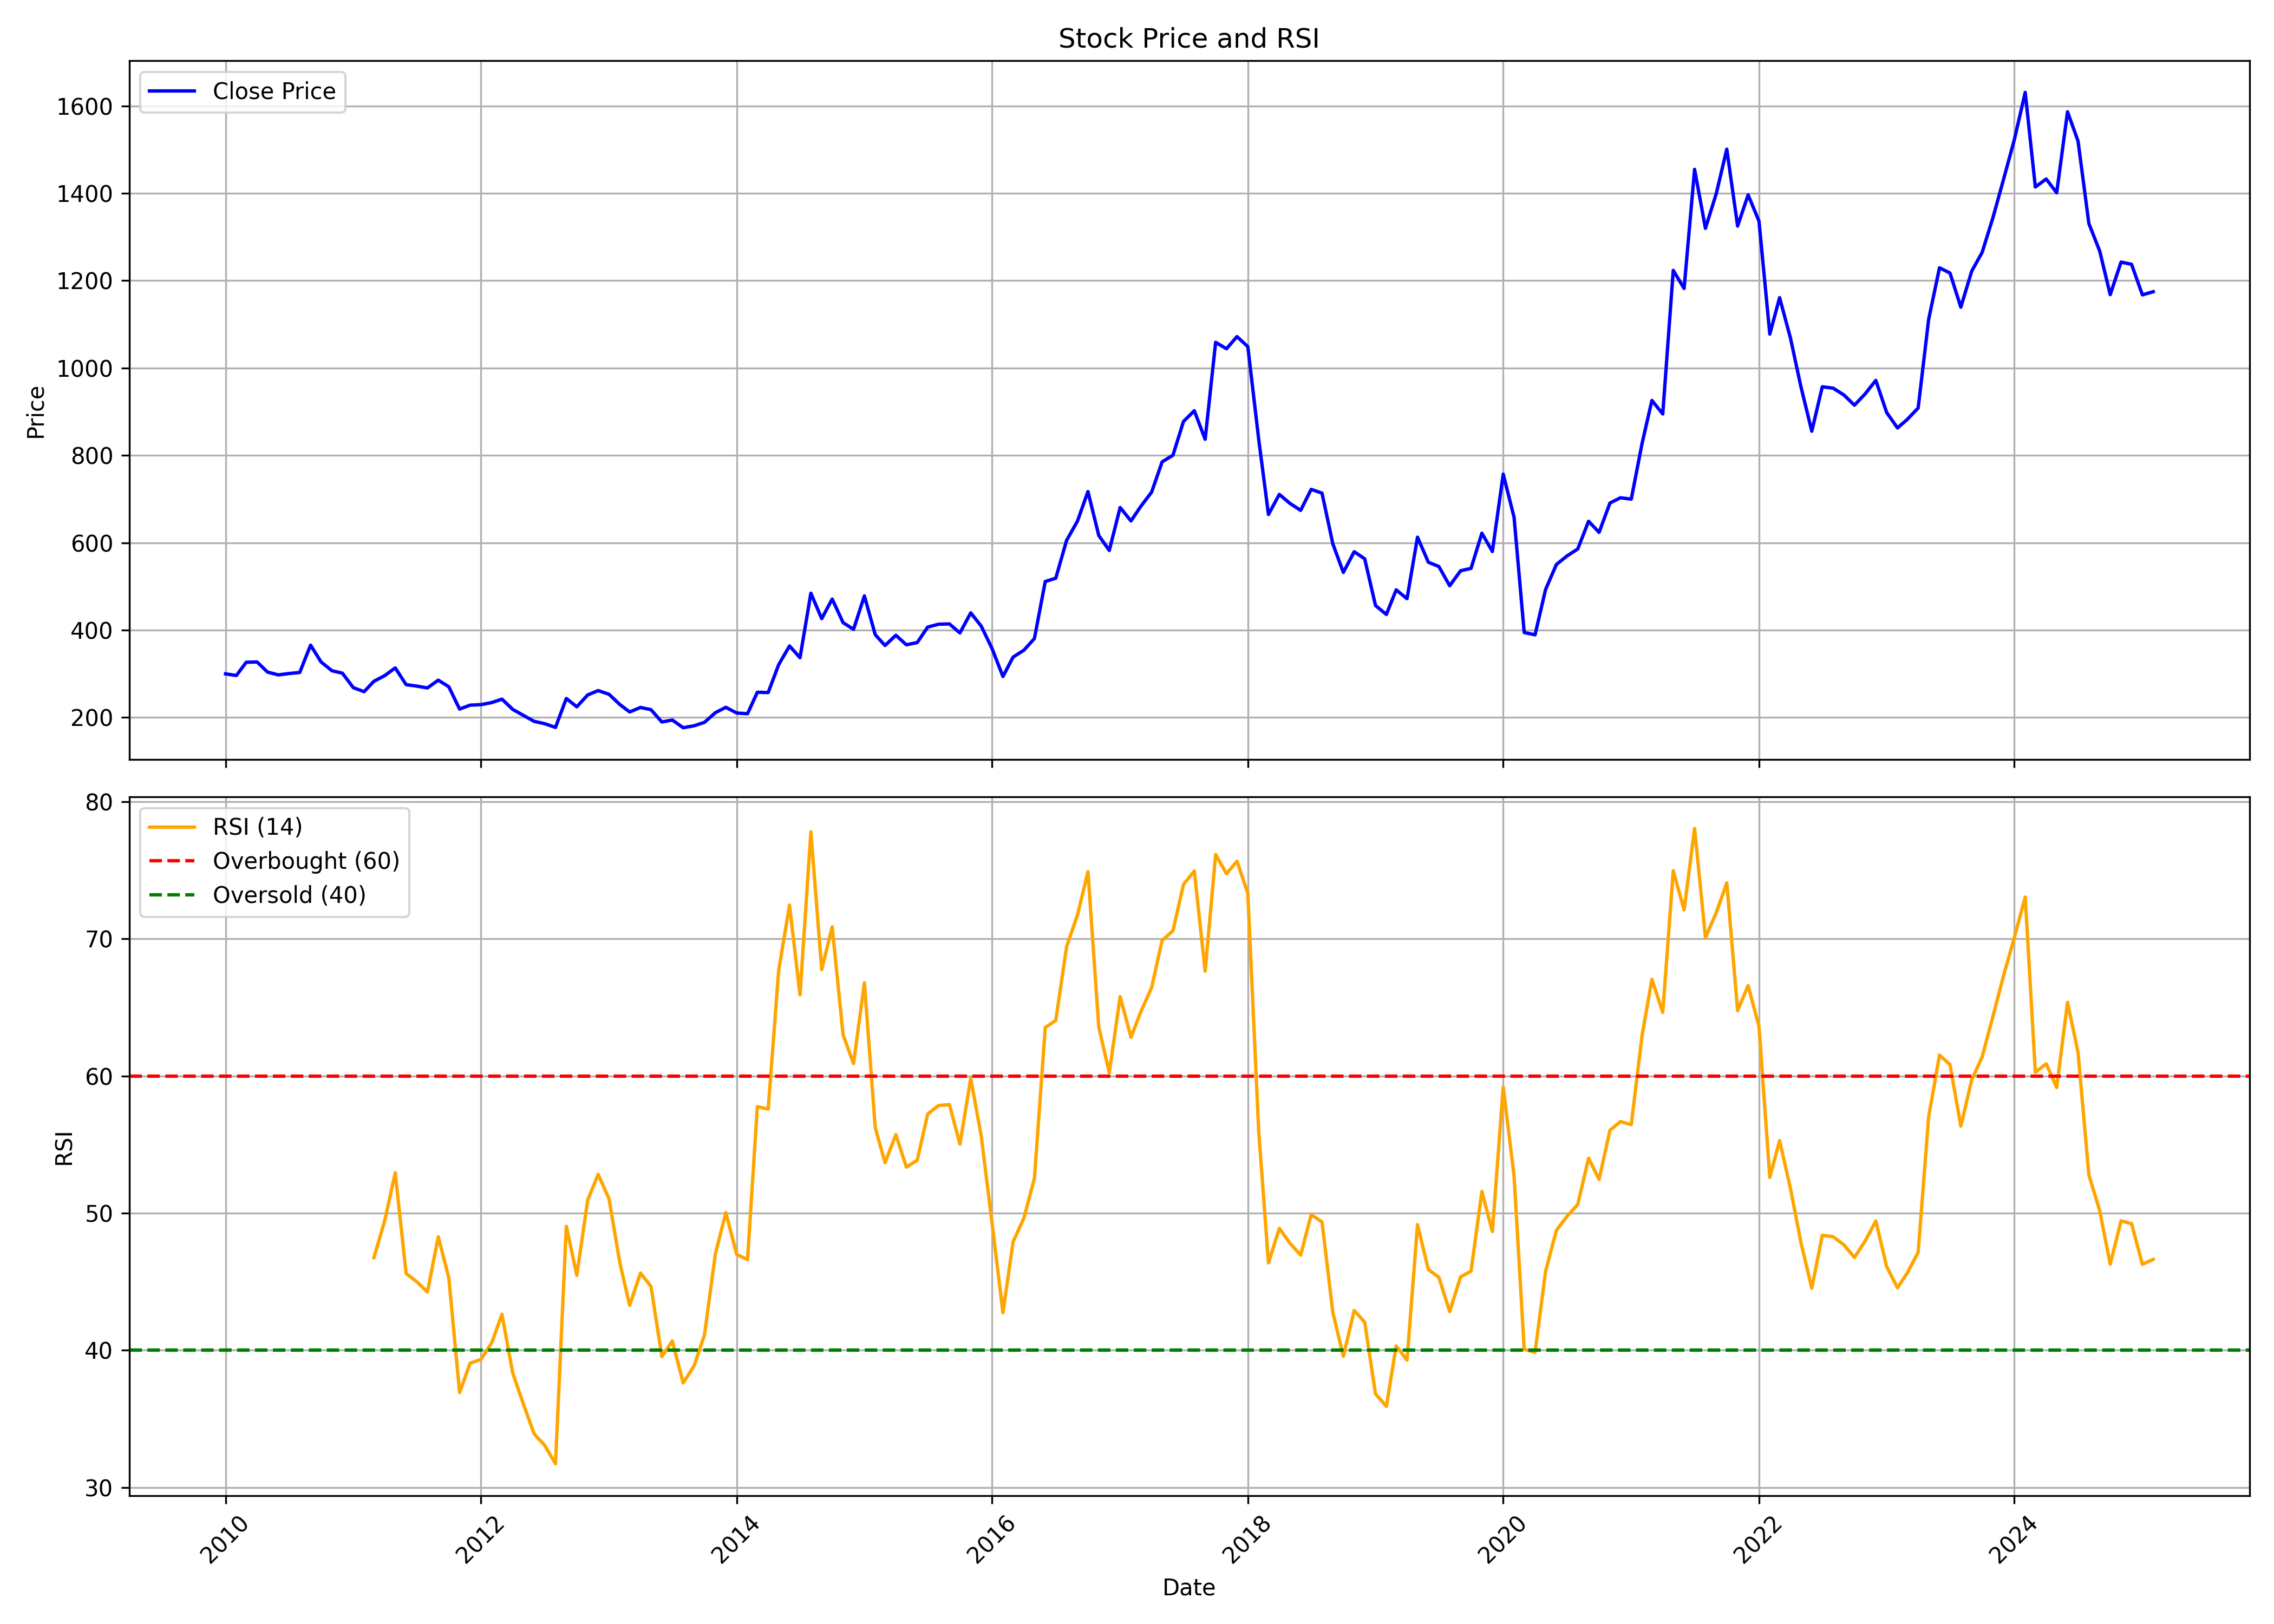 Stock Price and RSI
Close Price
1600
1400
1200
1000
800
600
400
200
Price
80
70
60
50
40
30
RSI (14)
Overbought (60)
Oversold (40)
RSI
2010
2012
2014
2016
2018
2020
2022
2024
Date